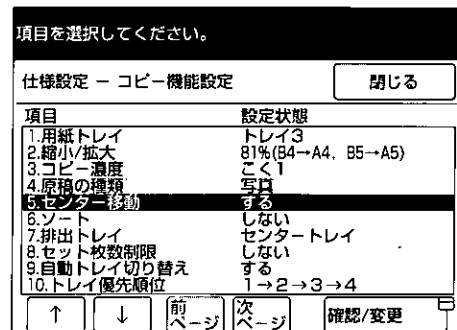 項目を選択してください。
仕様設定 － コピー機能設定 閉じる
項目 設定状態
1.用紙トレイ トレイ3
2.縮小/拡大 81%(B4→A4, B5→A5)
3.コピー濃度 こく1
4.原稿の種類 写真
5.センター移動 する
6.ソート しない
7.排出トレイ センタートレイ
8.セット枚数制限 しない
9.自動トレイ切り替え する
10.トレイ優先順位 1→2→3→4
↑ ↓ 前ページ 次ページ 確認/変更